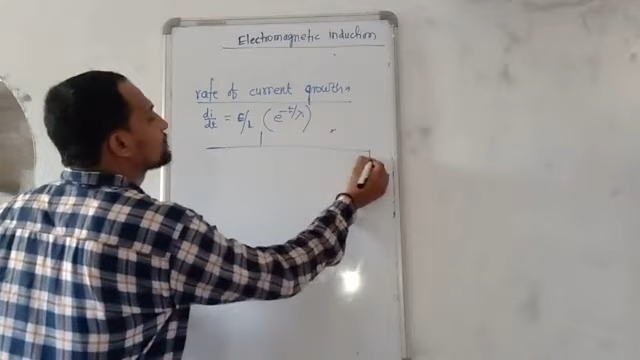 Electromagnetic Induction
rate of current growth
di/dt = E/L (e^-t/λ)